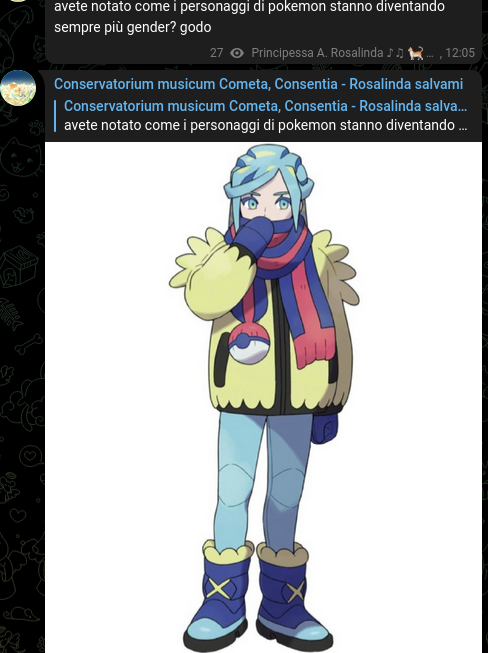 avete notato come i personaggi di pokemon stanno diventando
sempre più gender? godo
27 Principessa A. Rosalinda ♪♫ 🐈 … , 12:05
Conservatorium musicum Cometa, Consentia - Rosalinda salvami
Conservatorium musicum Cometa, Consentia - Rosalinda salva…
avete notato come i personaggi di pokemon stanno diventando …